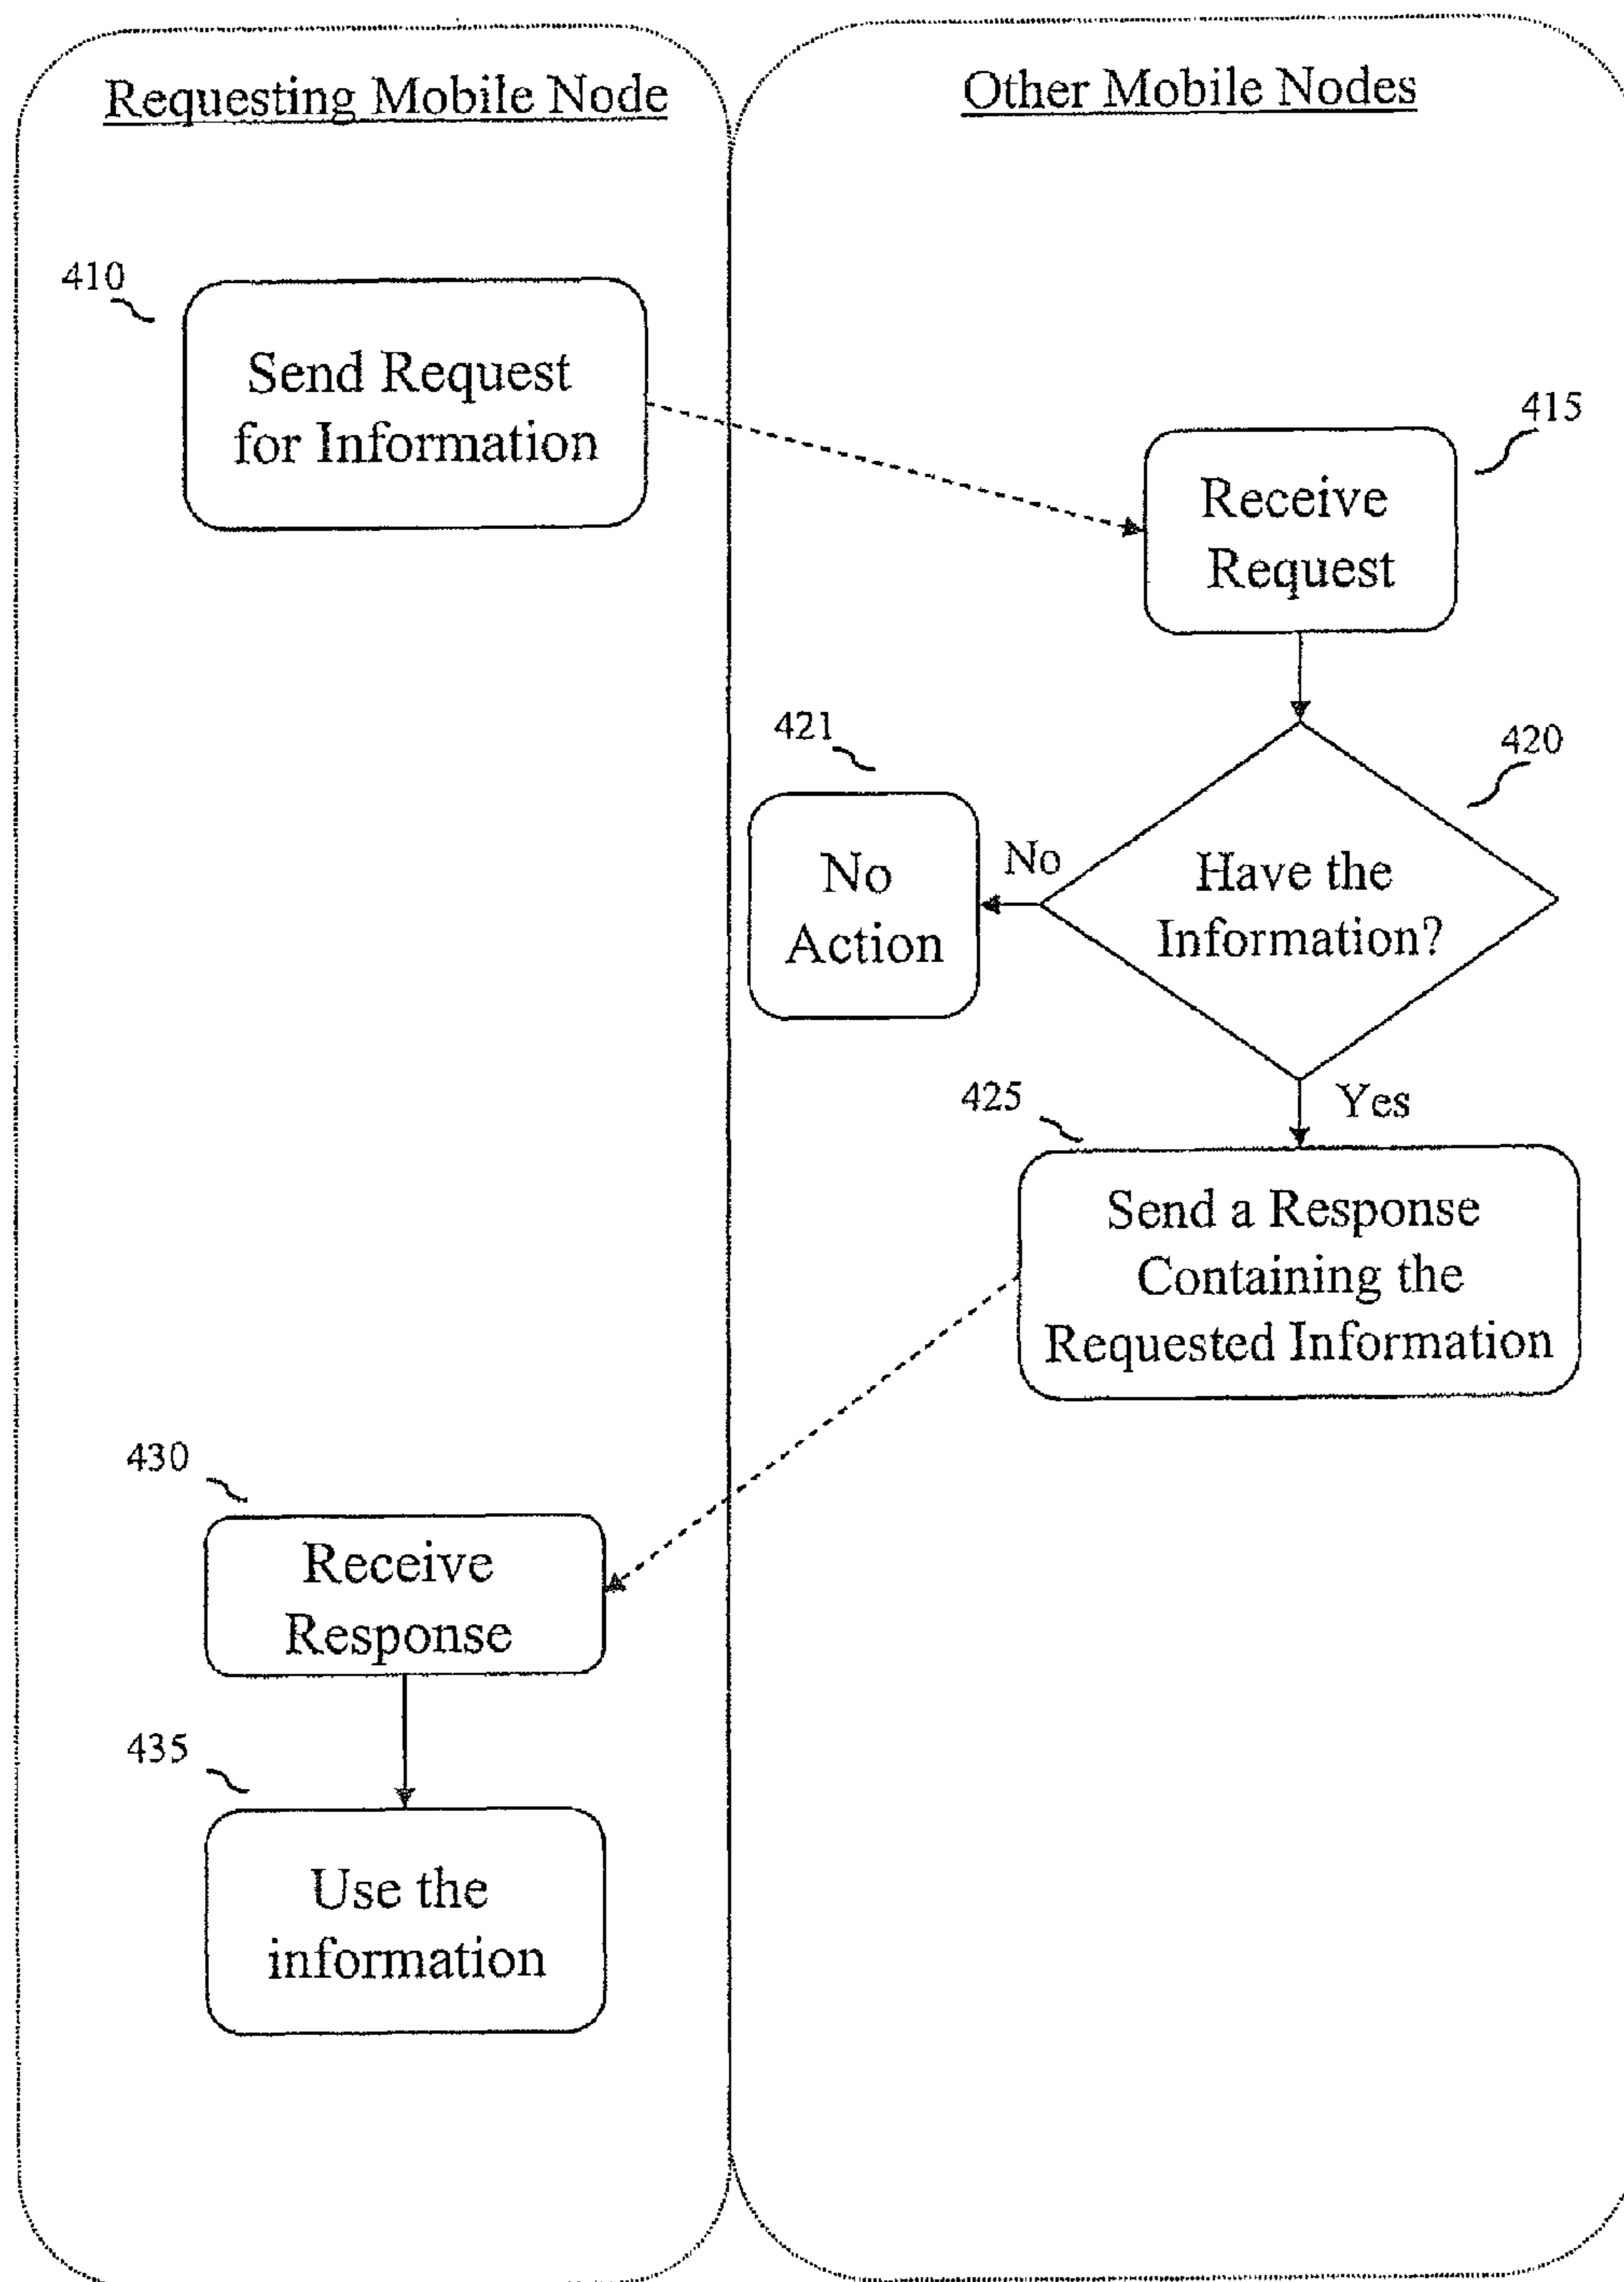 Requesting Mobile Node
Other Mobile Nodes
410
Send Request
for Information
415
Receive
Request
421
420
No
Action
No
Have the
Information?
425
Yes
Send a Response
Containing the
Requested Information
430
Receive
Response
435
Use the
information